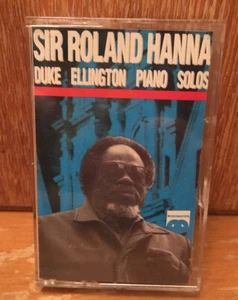 SIR ROLAND HANNA
DUKE ELLINGTON PIANO SOLOS